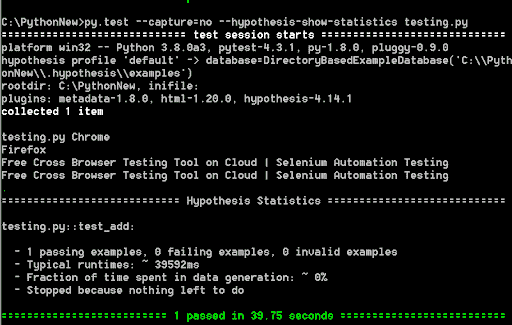 C:\PythonNew>py.test --capture=no --hypothesis-show-statistics testing.py
============================= test session starts =============================
platform win32 -- Python 3.8.0a3, pytest-4.3.1, py-1.8.0, pluggy-0.9.0
hypothesis profile 'default' -> database=DirectoryBasedExampleDatabase('C:\\Pyth
onNew\\.hypothesis\\examples')
rootdir: C:\PythonNew, inifile:
plugins: metadata-1.8.0, html-1.20.0, hypothesis-4.14.1
collected 1 item
testing.py Chrome
Firefox
Free Cross Browser Testing Tool on Cloud | Selenium Automation Testing
Free Cross Browser Testing Tool on Cloud | Selenium Automation Testing
.
============================ Hypothesis Statistics ============================
testing.py::test_add:
- 1 passing examples, 0 failing examples, 0 invalid examples
- Typical runtimes: ~ 39592ms
- Fraction of time spent in data generation: ~ 0%
- Stopped because nothing left to do
========================== 1 passed in 39.75 seconds ==========================